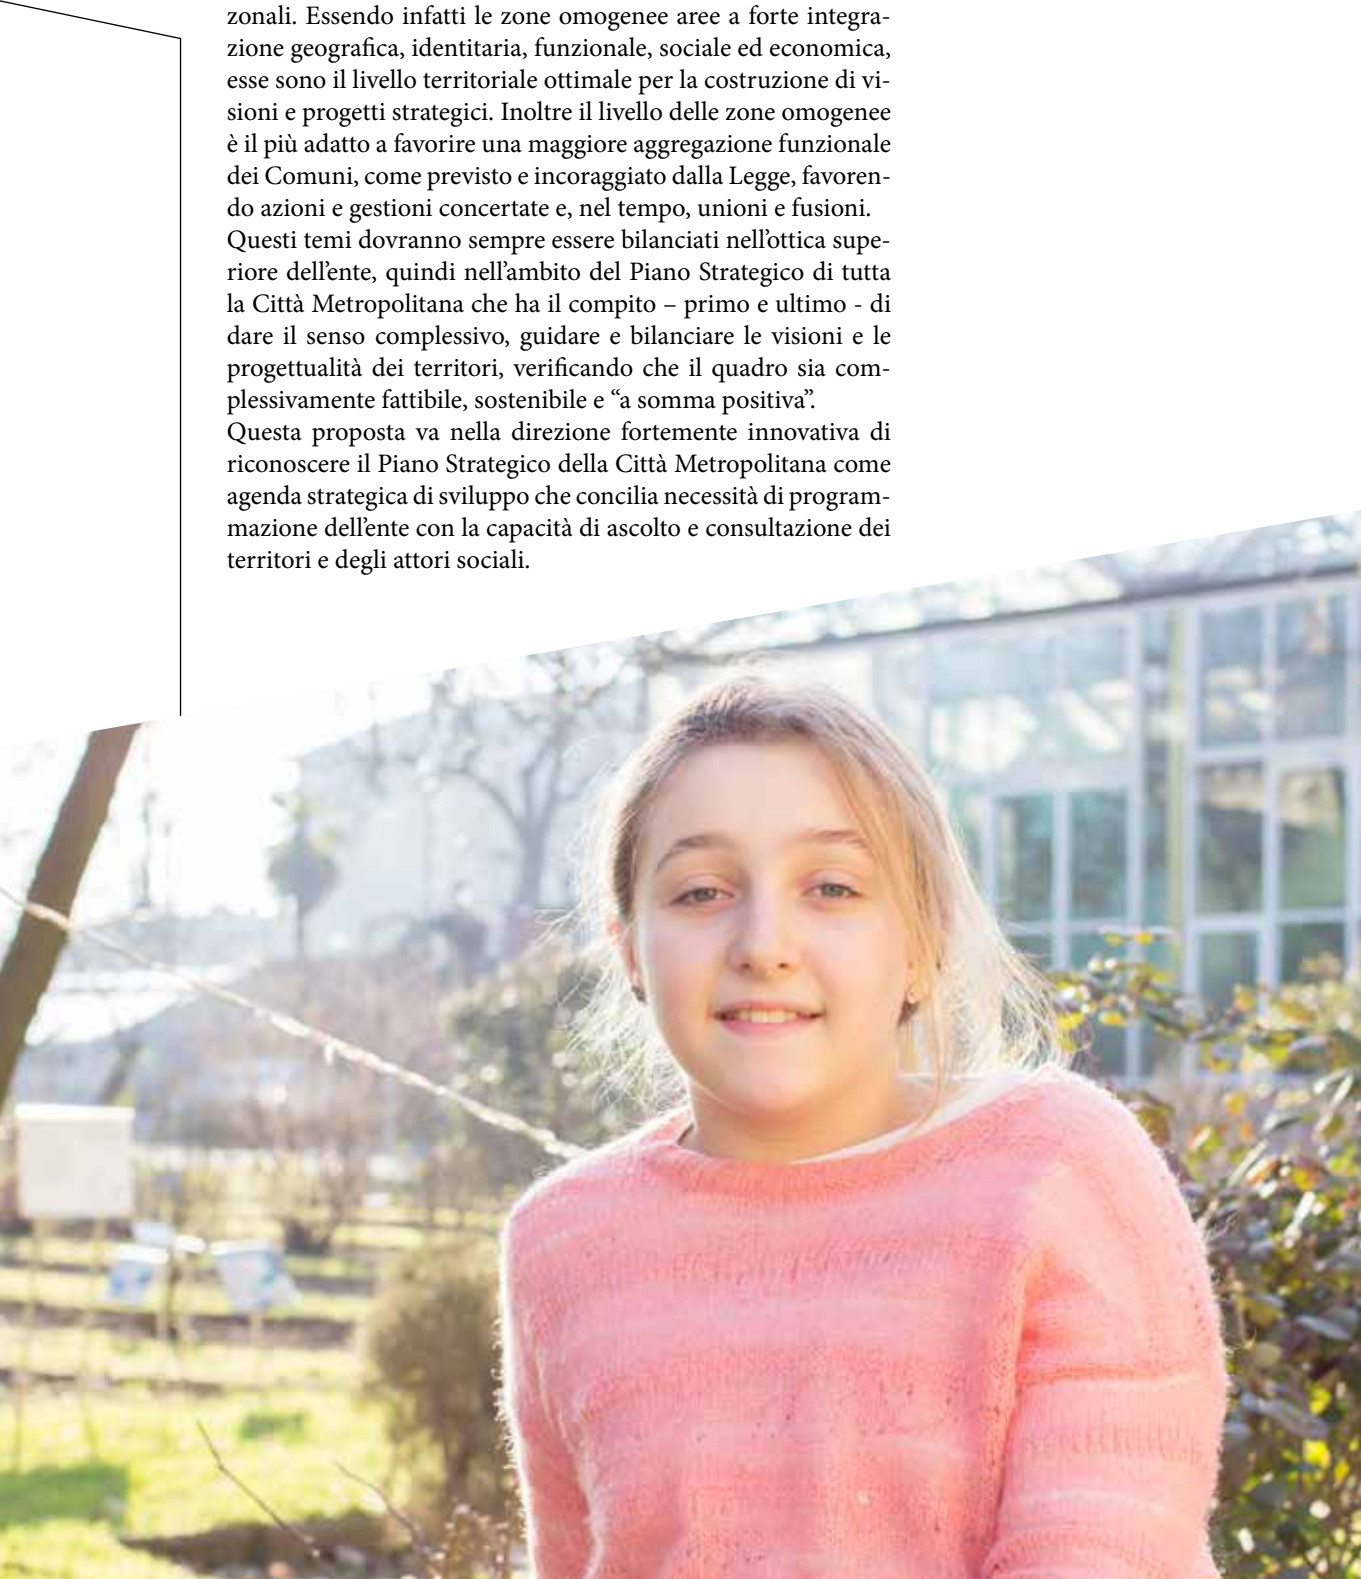 zonali. Essendo infatti le zone omogenee aree a forte integra-
zione geografica, identitaria, funzionale, sociale ed economica,
esse sono il livello territoriale ottimale per la costruzione di vi-
sioni e progetti strategici. Inoltre il livello delle zone omogenee
è il più adatto a favorire una maggiore aggregazione funzionale
dei Comuni, come previsto e incoraggiato dalla Legge, favoren-
do azioni e gestioni concertate e, nel tempo, unioni e fusioni.
Questi temi dovranno sempre essere bilanciati nell’ottica supe-
riore dell’ente, quindi nell’ambito del Piano Strategico di tutta
la Città Metropolitana che ha il compito – primo e ultimo - di
dare il senso complessivo, guidare e bilanciare le visioni e le
progettualità dei territori, verificando che il quadro sia com-
plessivamente fattibile, sostenibile e “a somma positiva”.
Questa proposta va nella direzione fortemente innovativa di
riconoscere il Piano Strategico della Città Metropolitana come
agenda strategica di sviluppo che concilia necessità di program-
mazione dell’ente con la capacità di ascolto e consultazione dei
territori e degli attori sociali.